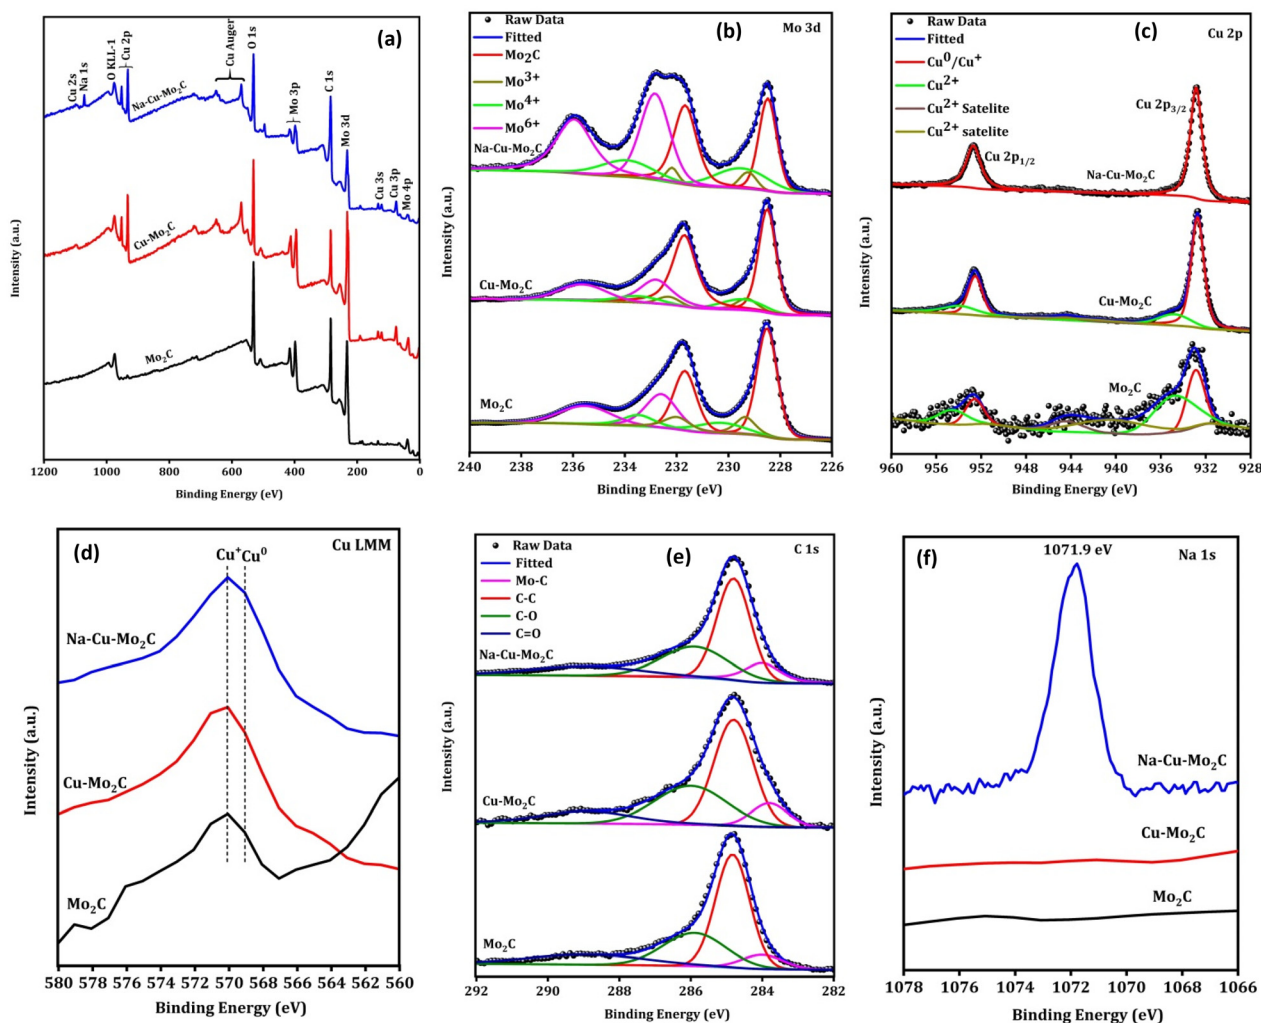 (a)
Cu 2s
Na 1s
O KLL-1
Cu 2p
Cu Auger
O 1s
Mo 3p
C 1s
Mo 3d
Cu 3s
Cu 3p
Mo 4p
Na-Cu-Mo₂C
Cu-Mo₂C
Mo₂C
Intensity (a.u.)
1200 1000 800 600 400 200 0
Binding Energy (eV)
(b)
Mo 3d
Raw Data
Fitted
Mo₂C
Mo³⁺
Mo⁴⁺
Mo⁶⁺
Na-Cu-Mo₂C
Cu-Mo₂C
Mo₂C
Intensity (a.u.)
240 238 236 234 232 230 228 226
Binding Energy (eV)
(c)
Cu 2p
Raw Data
Fitted
Cu⁰/Cu⁺
Cu²⁺
Cu²⁺ Satelite
Cu²⁺ satelite
Cu 2p₃/₂
Cu 2p₁/₂
Na-Cu-Mo₂C
Cu-Mo₂C
Mo₂C
Intensity (a.u.)
960 956 952 948 944 940 936 932 928
Binding Energy (eV)
(d)
Cu LMM
Cu⁺Cu⁰
Na-Cu-Mo₂C
Cu-Mo₂C
Mo₂C
Intensity (a.u.)
580 578 576 574 572 570 568 566 564 562 560
Binding Energy (eV)
(e)
C 1s
Raw Data
Fitted
Mo-C
C-C
C-O
C=O
Na-Cu-Mo₂C
Cu-Mo₂C
Mo₂C
Intensity (a.u.)
292 290 288 286 284 282
Binding Energy (eV)
(f)
1071.9 eV
Na 1s
Na-Cu-Mo₂C
Cu-Mo₂C
Mo₂C
Intensity (a.u.)
1078 1076 1074 1072 1070 1068 1066
Binding Energy (eV)